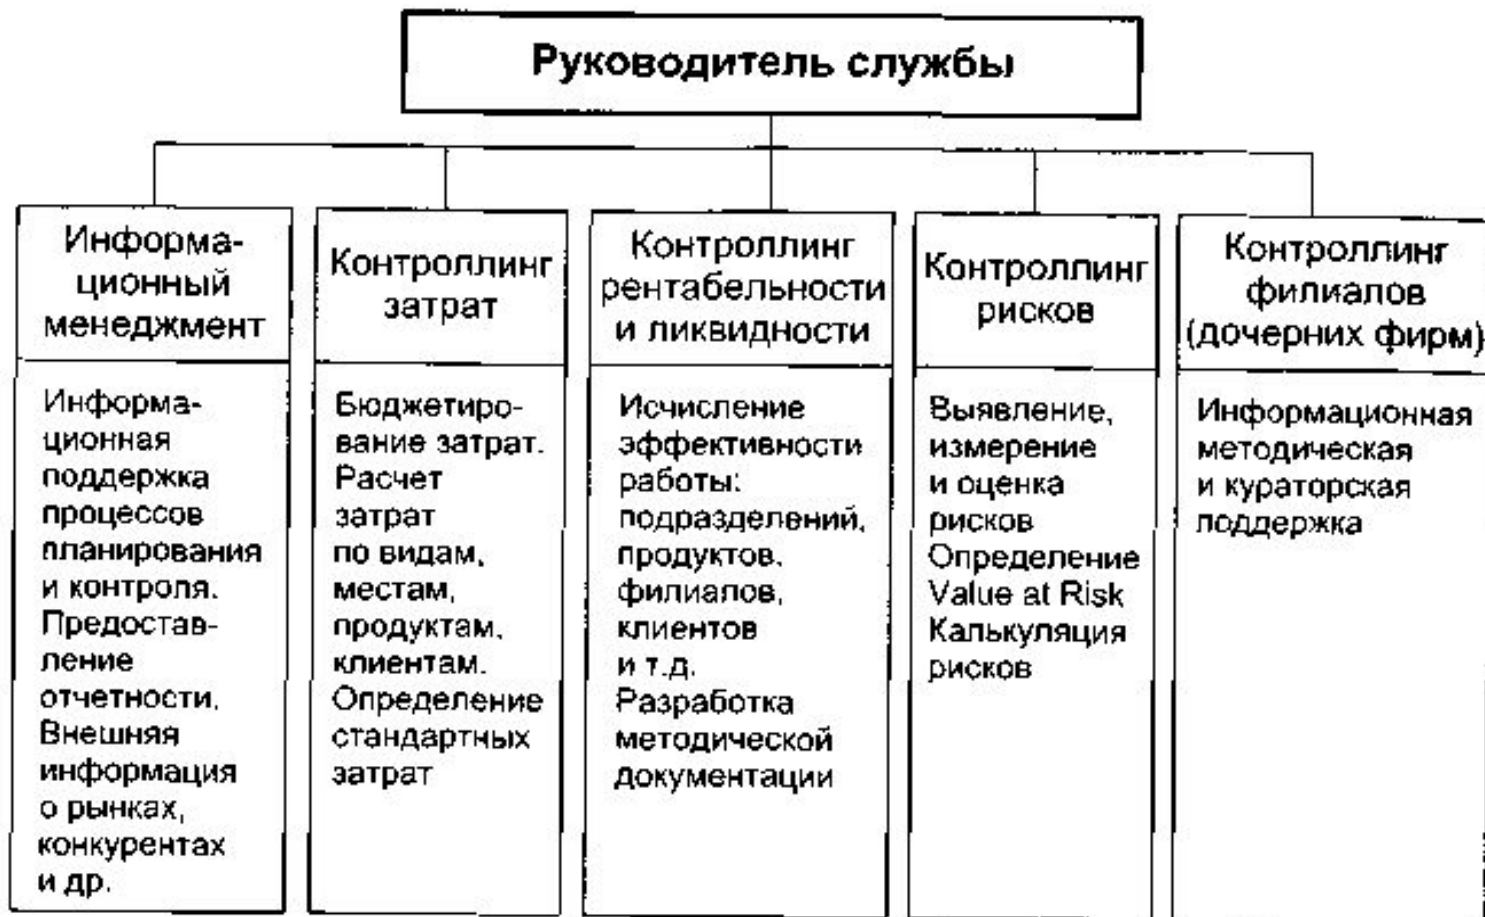 Руководитель службы
Информа-
ционный
менеджмент
Информа-
ционная
поддержка
процессов
планирования
и контроля.
Предостав-
ление
отчетности.
Внешняя
информация
о рынках,
конкурентах
и др.
Контроллинг
затрат
Бюджетиро-
вание затрат.
Расчет
затрат
по видам,
местам,
продуктам,
клиентам.
Определение
стандартных
затрат
Контроллинг
рентабельности
и ликвидности
Исчисление
эффективности
работы:
подразделений,
продуктов,
филиалов,
клиентов
и т.д.
Разработка
методической
документации
Контроллинг
рисков
Выявление,
измерение
и оценка
рисков
Определение
Value at Risk
Калькуляция
рисков
Контроллинг
филиалов
(дочерних фирм)
Информационная
методическая
и кураторская
поддержка